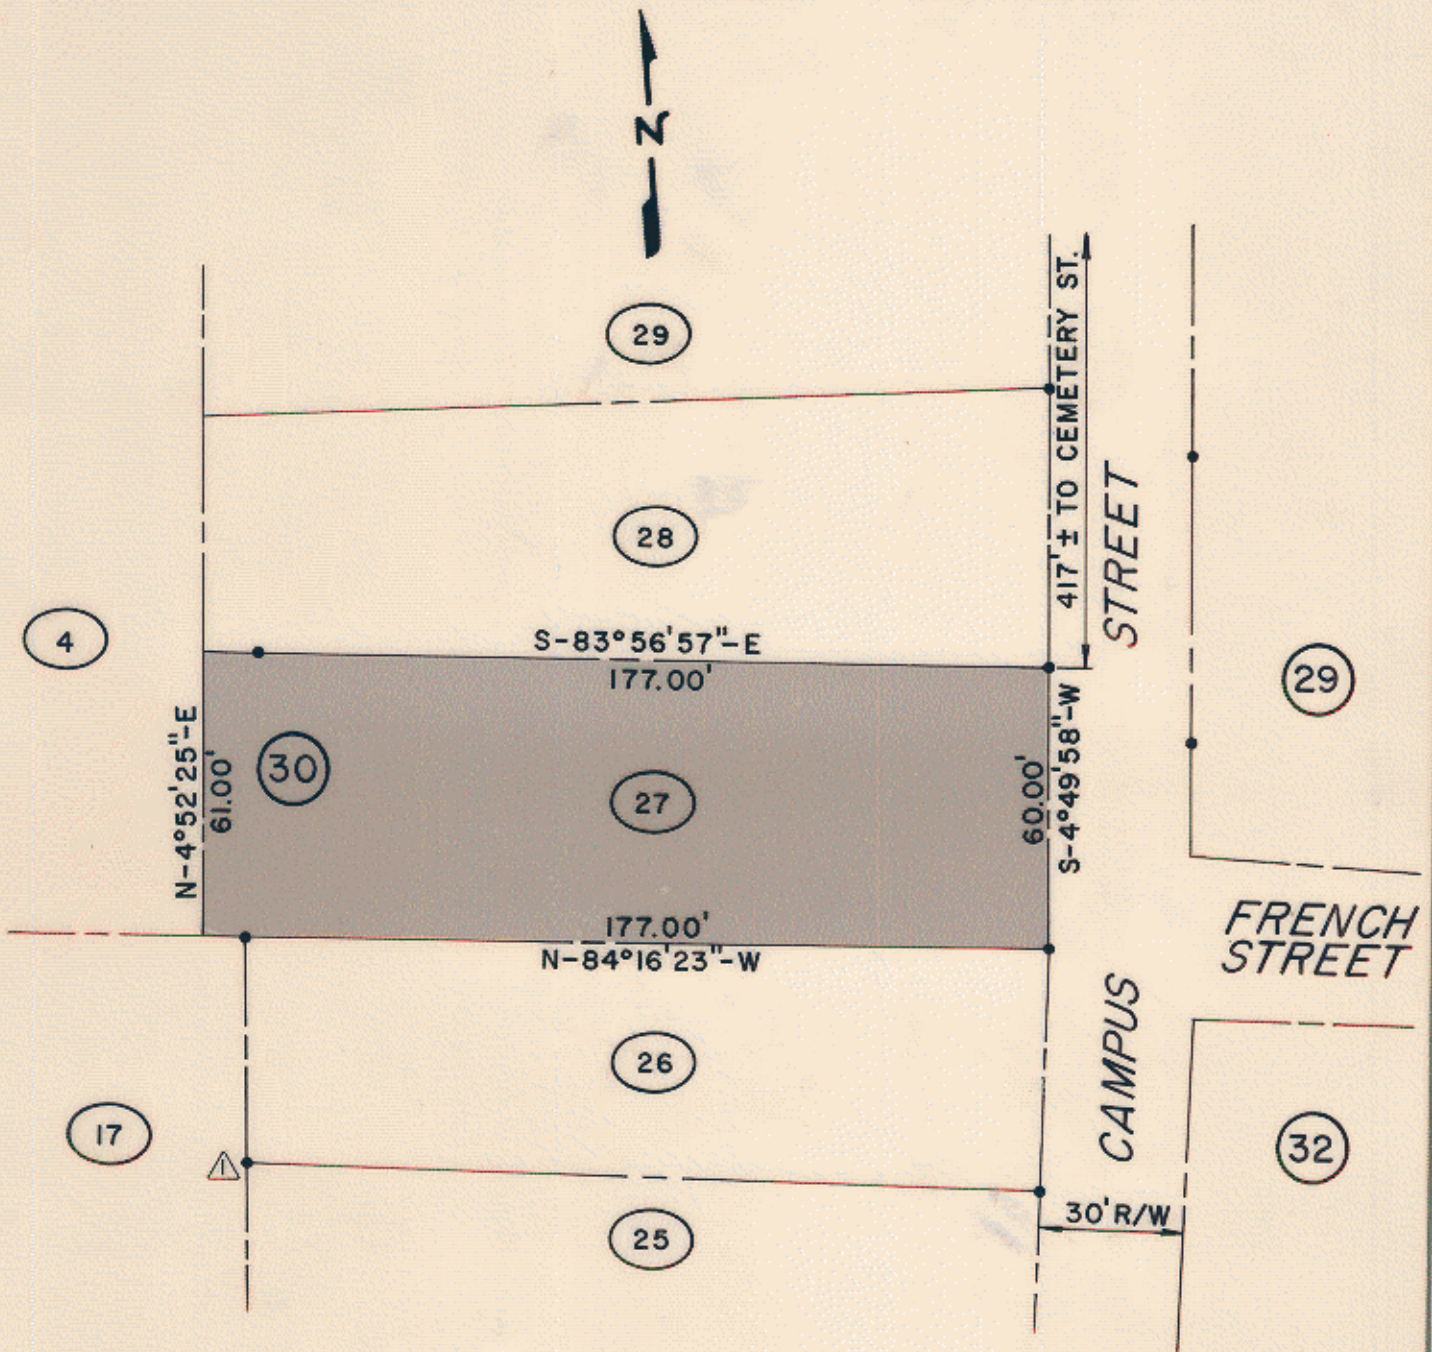 N
29
417' ± TO CEMETERY ST.
STREET
28
4
S-83°56'57"-E
177.00'
29
N-4°52'25"-E
61.00'
30
27
60.00'
S-4°49'58"-W
177.00'
N-84°16'23"-W
FRENCH
STREET
CAMPUS
26
17
1
32
30' R/W
25